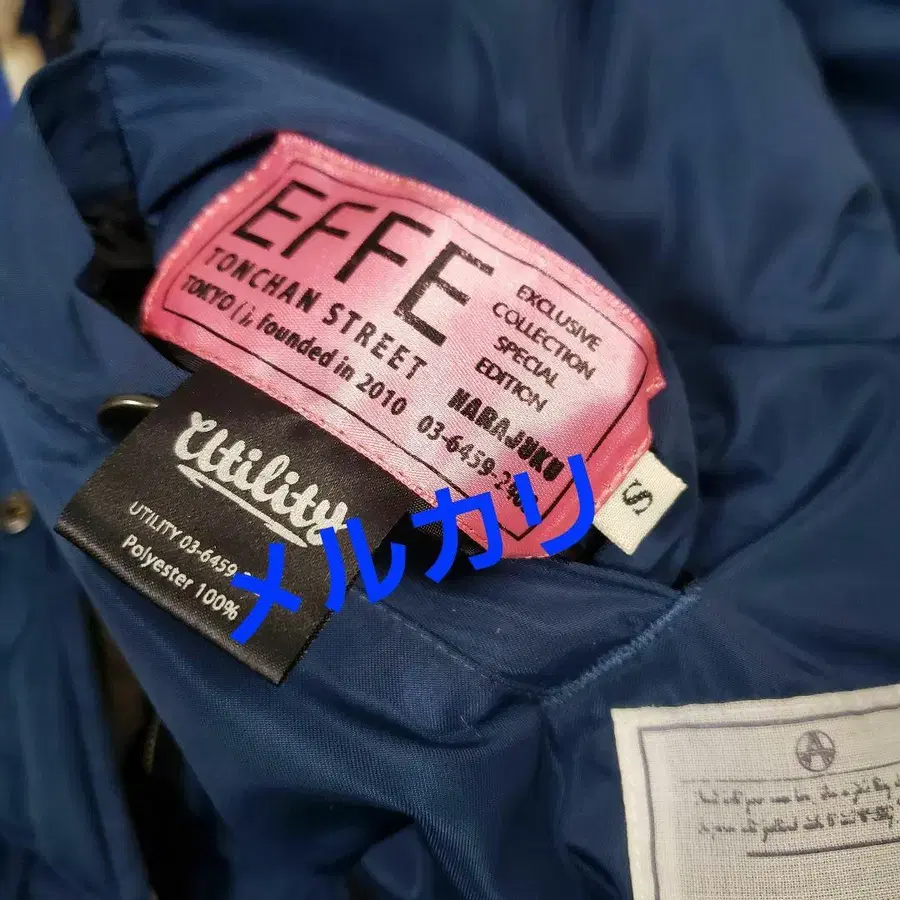 EFFE
TONCHAN STREET
TOKYO (), founded in 2010
EXCLUSIVE
COLLECTION
SPECIAL
EDITION
HARAJUKU
03-6459-
Utility
UTILITY 03-6459-
Polyester 100%
S
メルカリ
A